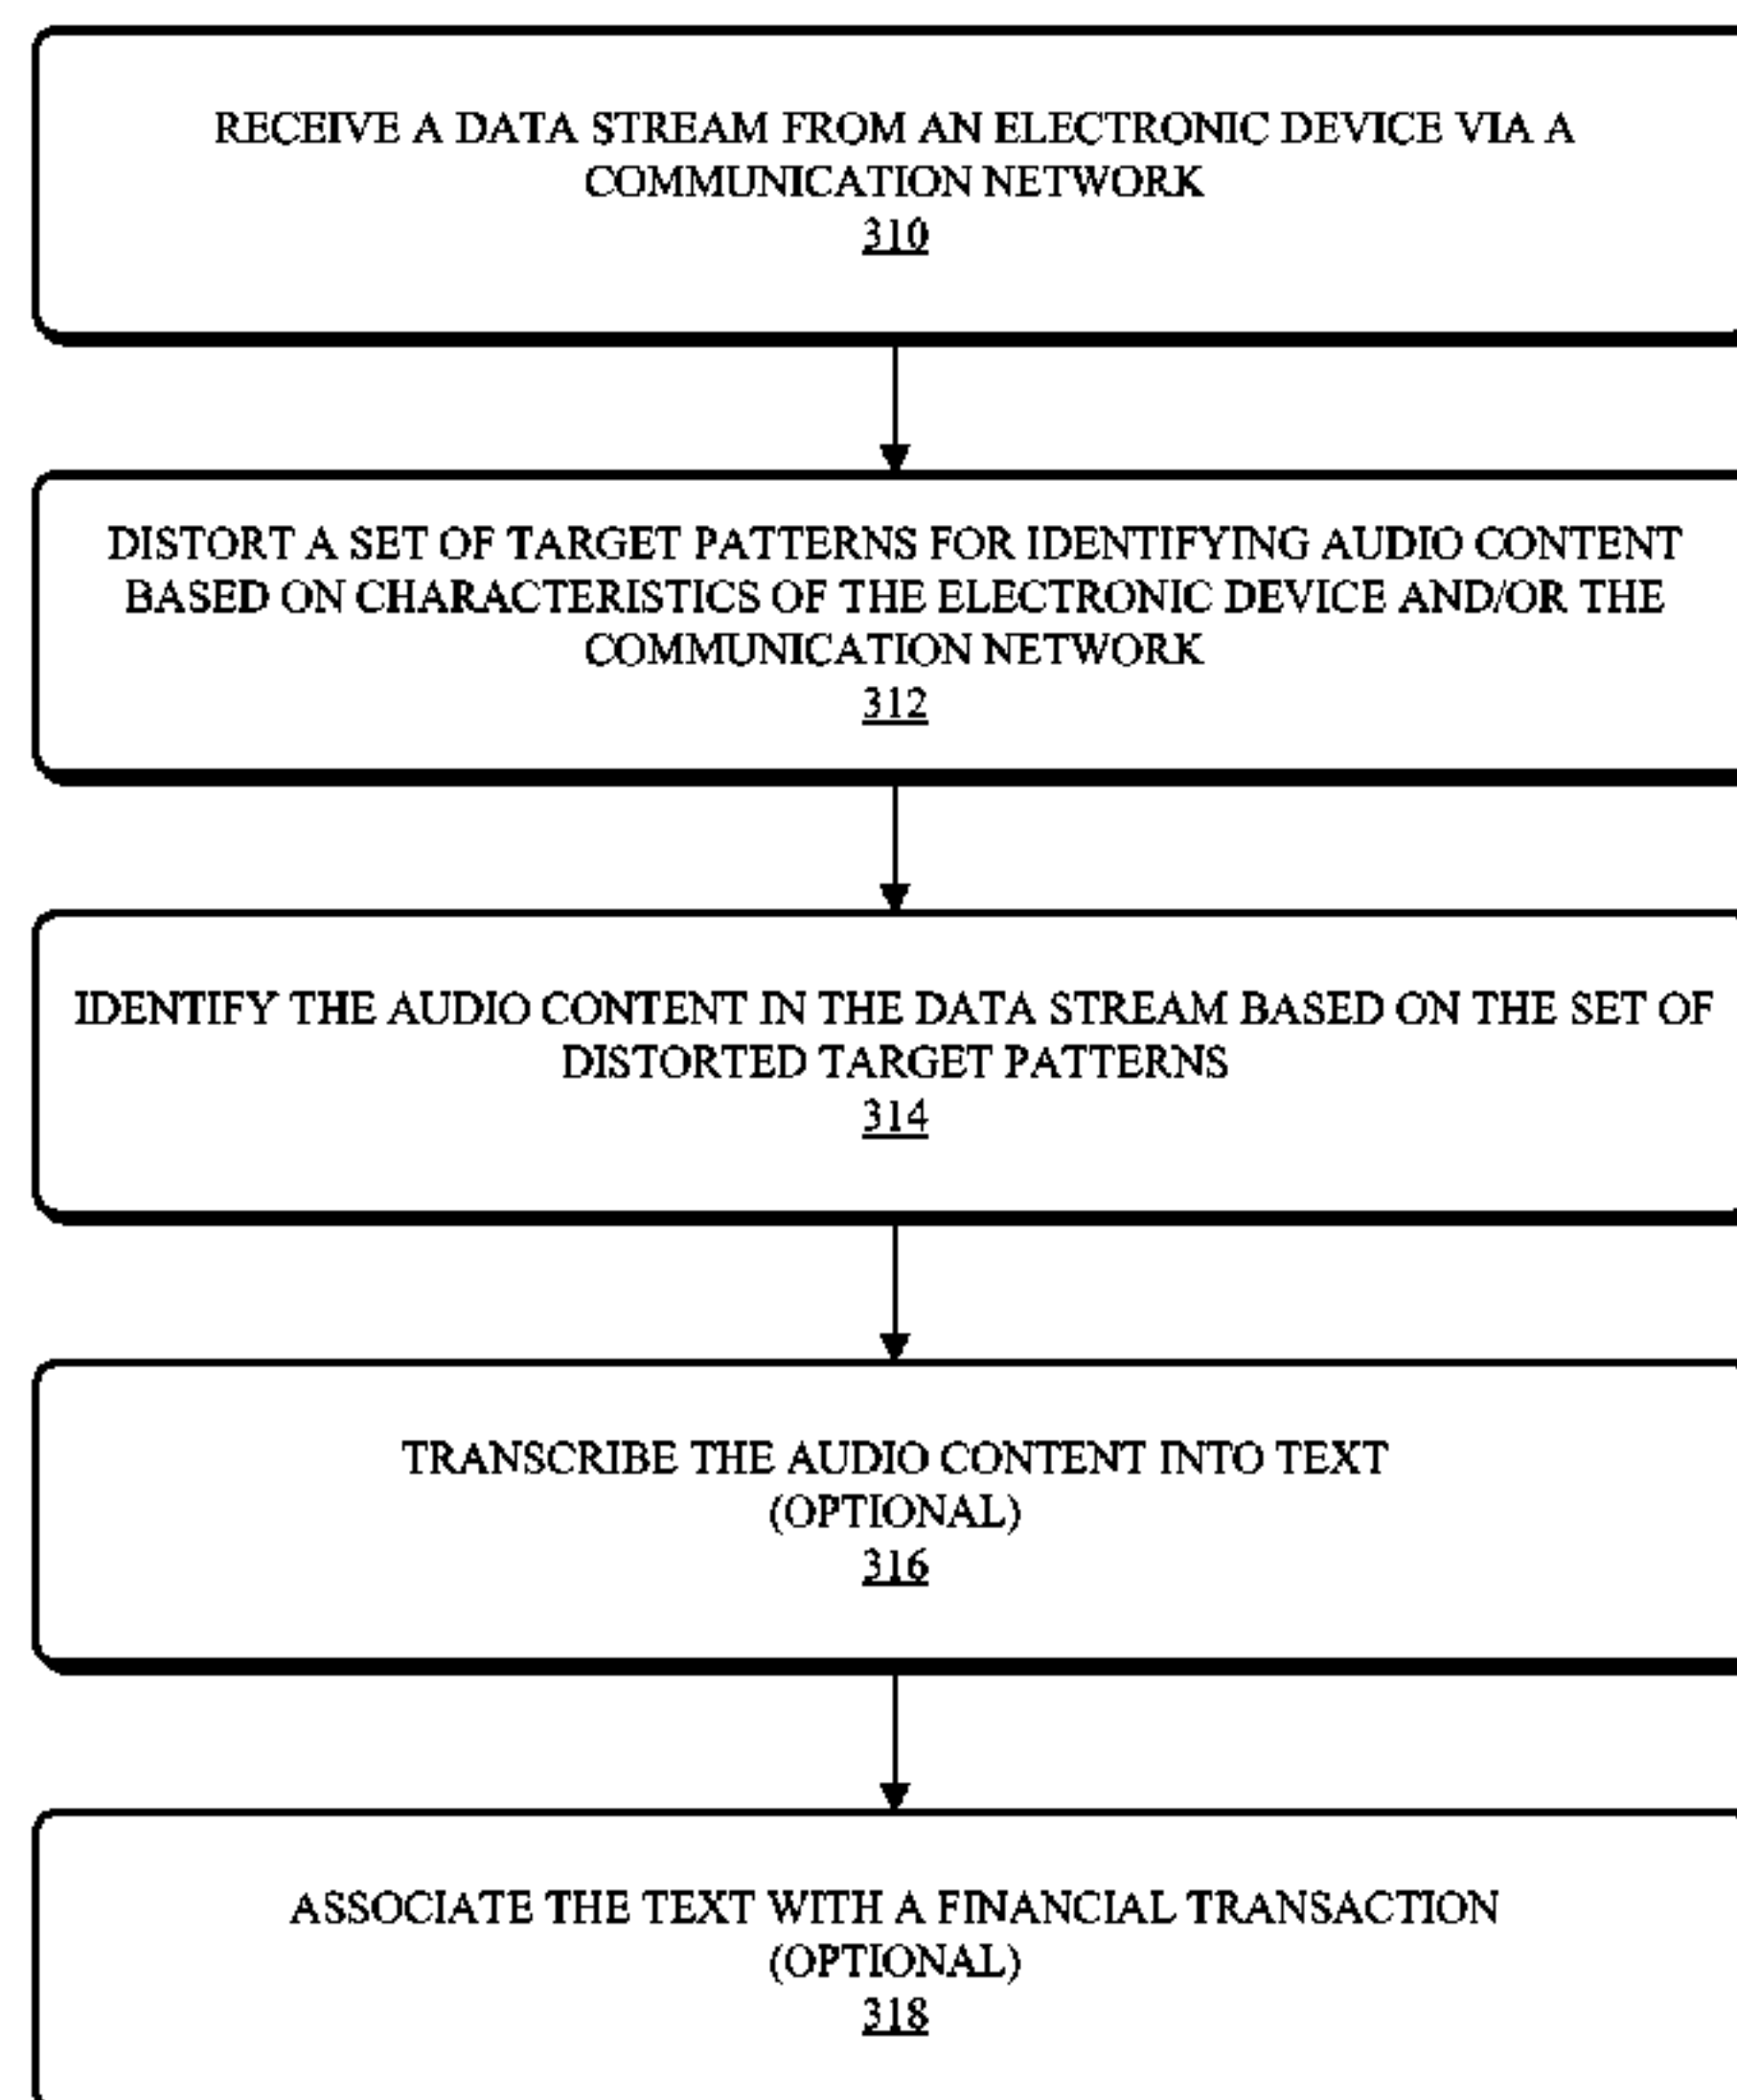 RECEIVE A DATA STREAM FROM AN ELECTRONIC DEVICE VIA A
COMMUNICATION NETWORK
310
DISTORT A SET OF TARGET PATTERNS FOR IDENTIFYING AUDIO CONTENT
BASED ON CHARACTERISTICS OF THE ELECTRONIC DEVICE AND/OR THE
COMMUNICATION NETWORK
312
IDENTIFY THE AUDIO CONTENT IN THE DATA STREAM BASED ON THE SET OF
DISTORTED TARGET PATTERNS
314
TRANSCRIBE THE AUDIO CONTENT INTO TEXT
(OPTIONAL)
316
ASSOCIATE THE TEXT WITH A FINANCIAL TRANSACTION
(OPTIONAL)
318